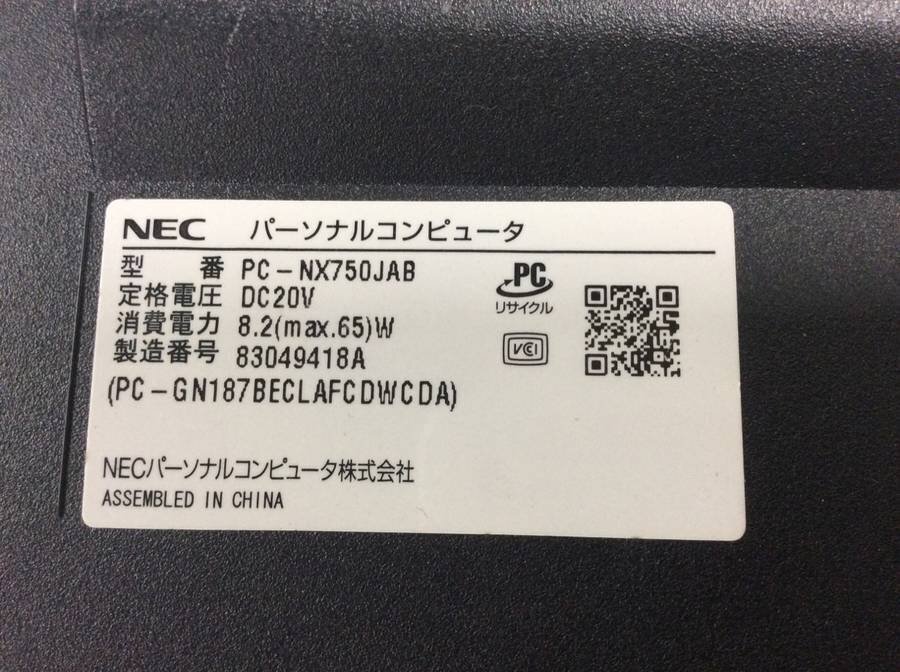 NEC パーソナルコンピュータ
型 番 PC-NX750JAB
定格電圧 DC20V
消費電力 8.2(max.65)W
製造番号 83049418A
(PC-GN187BECLAFCDWCDA)
PC
リサイクル
VCI
NECパーソナルコンピュータ株式会社
ASSEMBLED IN CHINA